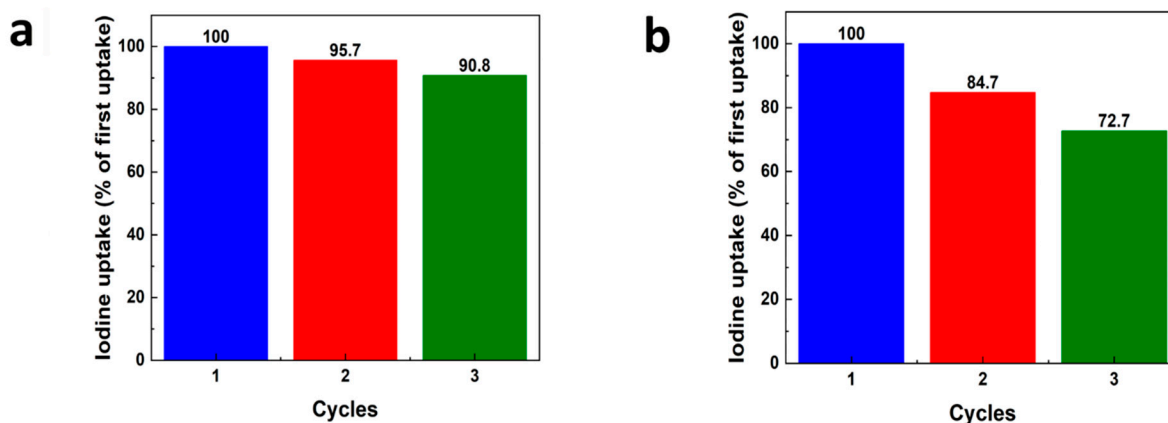 a
Iodine uptake (% of first uptake)
100
80
60
40
20
0
100
95.7
90.8
1 2 3
Cycles
b
Iodine uptake (% of first uptake)
100
80
60
40
20
0
100
84.7
72.7
1 2 3
Cycles